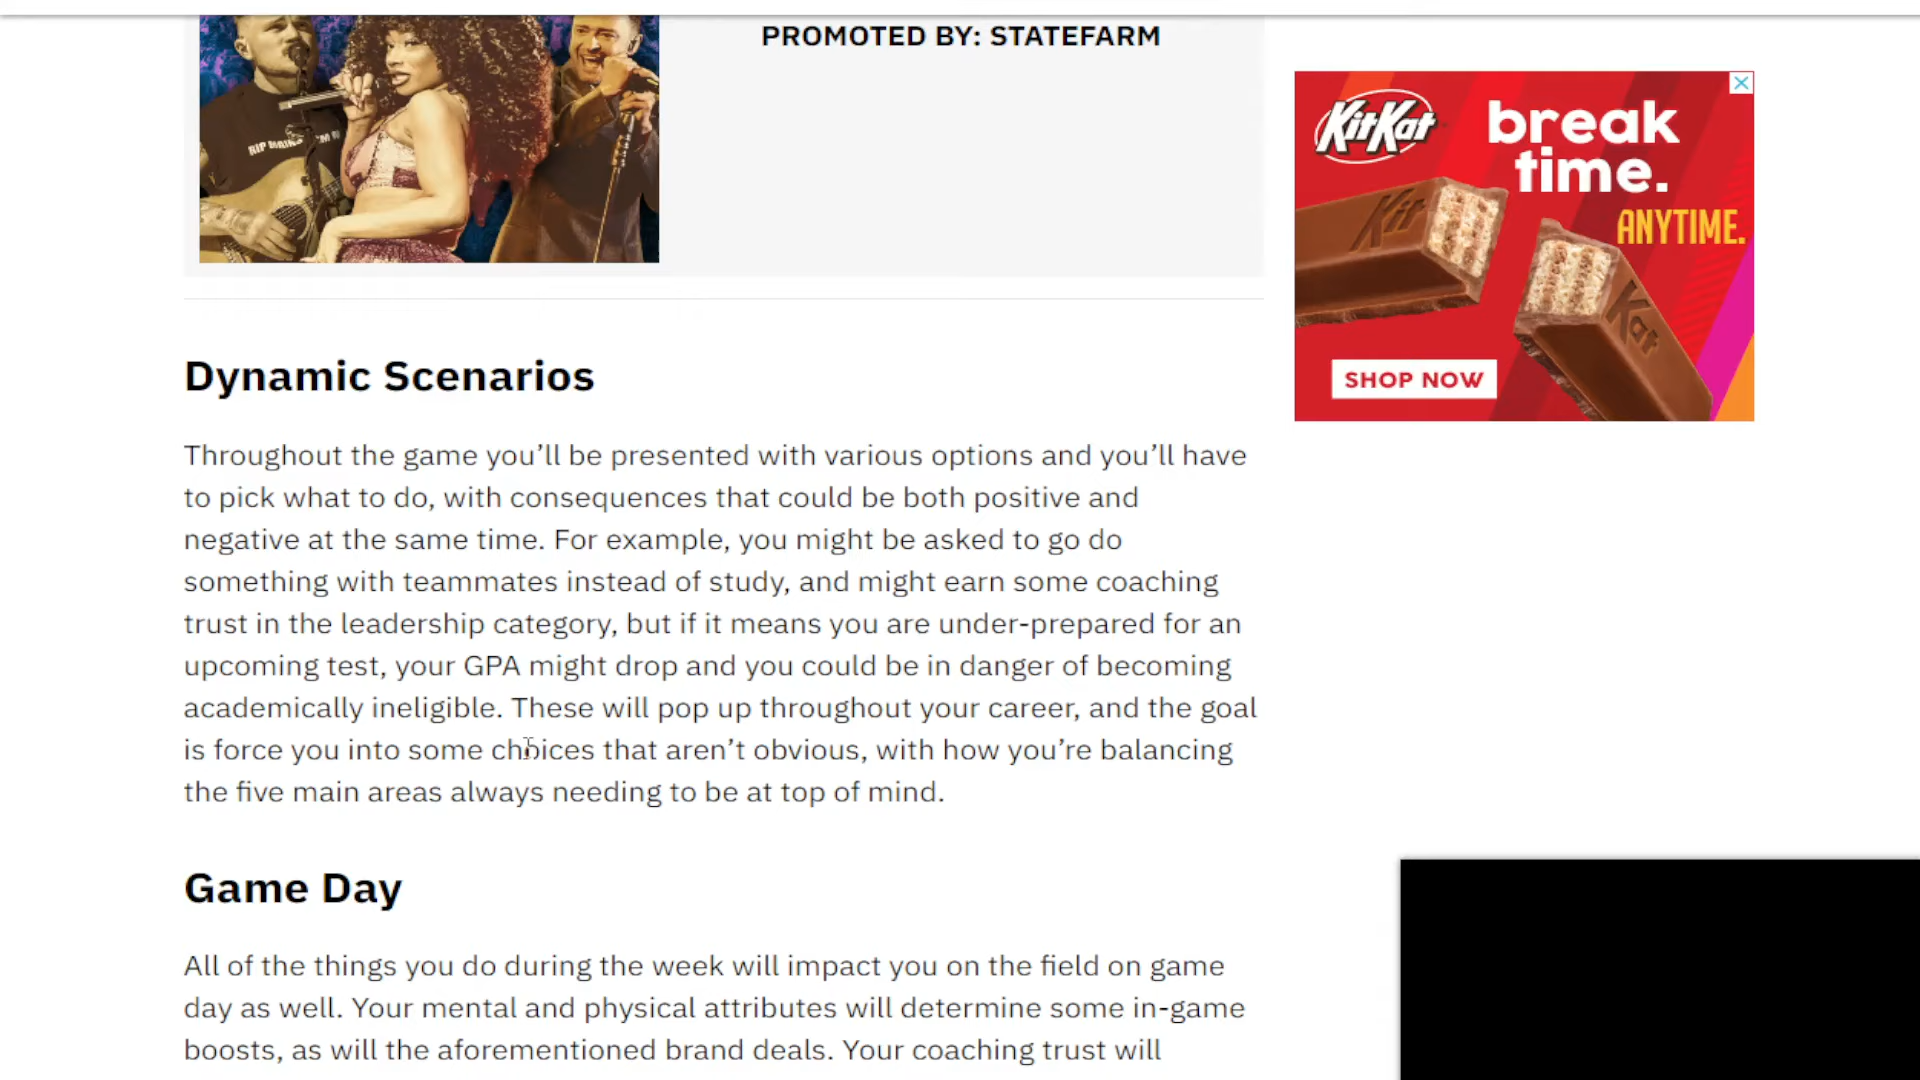 PROMOTED BY: STATEFARM
KitKat
break
time.
ANYTIME.
Kit
Kat
SHOP NOW
Dynamic Scenarios
Throughout the game you’ll be presented with various options and you’ll have
to pick what to do, with consequences that could be both positive and
negative at the same time. For example, you might be asked to go do
something with teammates instead of study, and might earn some coaching
trust in the leadership category, but if it means you are under-prepared for an
upcoming test, your GPA might drop and you could be in danger of becoming
academically ineligible. These will pop up throughout your career, and the goal
is force you into some choices that aren’t obvious, with how you’re balancing
the five main areas always needing to be at top of mind.
Game Day
All of the things you do during the week will impact you on the field on game
day as well. Your mental and physical attributes will determine some in-game
boosts, as will the aforementioned brand deals. Your coaching trust will